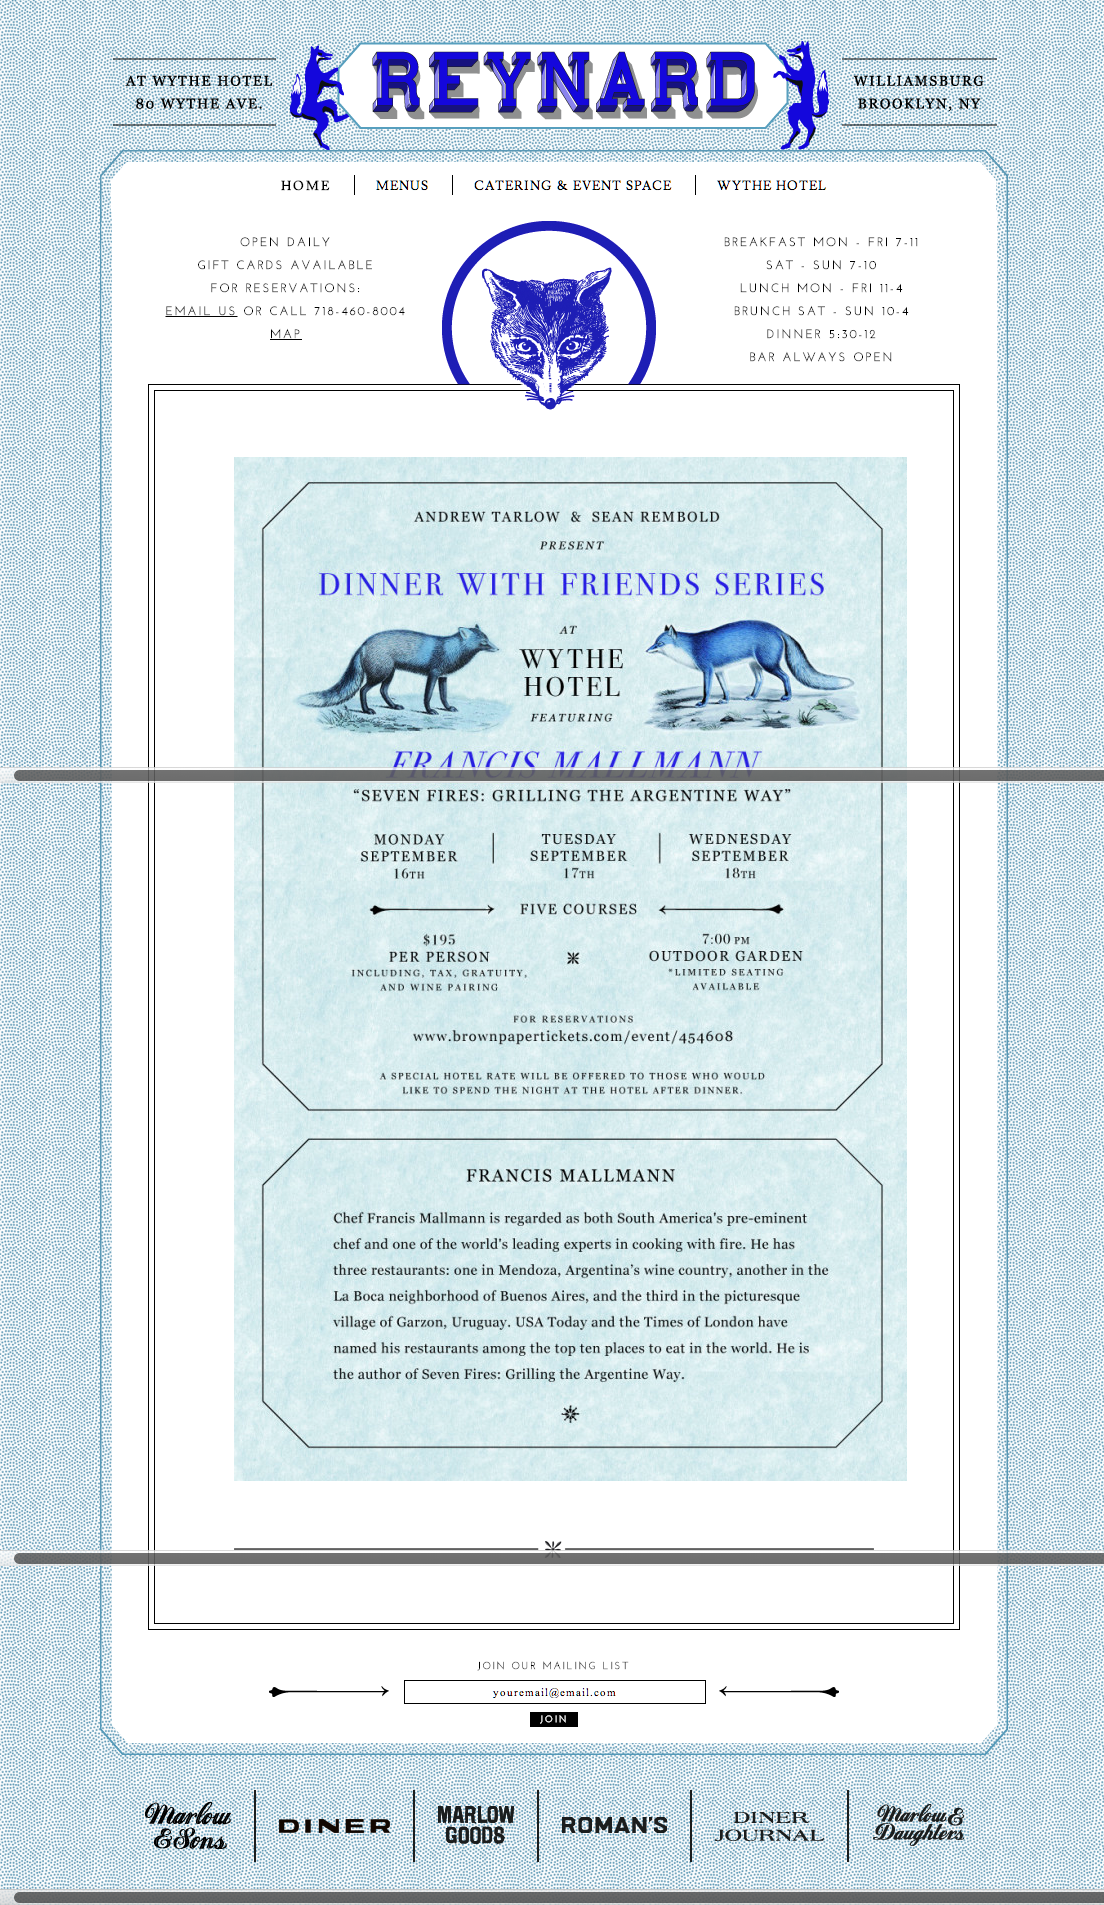 AT WYTHE HOTEL
80 WYTHE AVE.
REYNARD
WILLIAMSBURG
BROOKLYN, NY
HOME
MENUS
CATERING & EVENT SPACE
WYTHE HOTEL
OPEN DAILY
GIFT CARDS AVAILABLE
FOR RESERVATIONS:
EMAIL US OR CALL 718-460-8004
MAP
BREAKFAST MON - FRI 7-11
SAT - SUN 7-10
LUNCH MON - FRI 11-4
BRUNCH SAT - SUN 10-4
DINNER 5:30-12
BAR ALWAYS OPEN
ANDREW TARLOW & SEAN REMBOLD
PRESENT
DINNER WITH FRIENDS SERIES
AT
WYTHE
HOTEL
FEATURING
FRANCIS MALLMANN
“SEVEN FIRES: GRILLING THE ARGENTINE WAY”
MONDAY
SEPTEMBER
16TH
TUESDAY
SEPTEMBER
17TH
WEDNESDAY
SEPTEMBER
18TH
FIVE COURSES
$195
PER PERSON
INCLUDING, TAX, GRATUITY,
AND WINE PAIRING
7:00 PM
OUTDOOR GARDEN
*LIMITED SEATING
AVAILABLE
FOR RESERVATIONS
www.brownpapertickets.com/event/454608
A SPECIAL HOTEL RATE WILL BE OFFERED TO THOSE WHO WOULD
LIKE TO SPEND THE NIGHT AT THE HOTEL AFTER DINNER.
FRANCIS MALLMANN
Chef Francis Mallmann is regarded as both South America's pre-eminent
chef and one of the world's leading experts in cooking with fire. He has
three restaurants: one in Mendoza, Argentina's wine country, another in the
La Boca neighborhood of Buenos Aires, and the third in the picturesque
village of Garzon, Uruguay. USA Today and the Times of London have
named his restaurants among the top ten places to eat in the world. He is
the author of Seven Fires: Grilling the Argentine Way.
JOIN OUR MAILING LIST
youremail@email.com
JOIN
Marlow
&Sons
DINER
MARLOW
GOODS
ROMAN'S
DINER
JOURNAL
Marlow&
Daughters